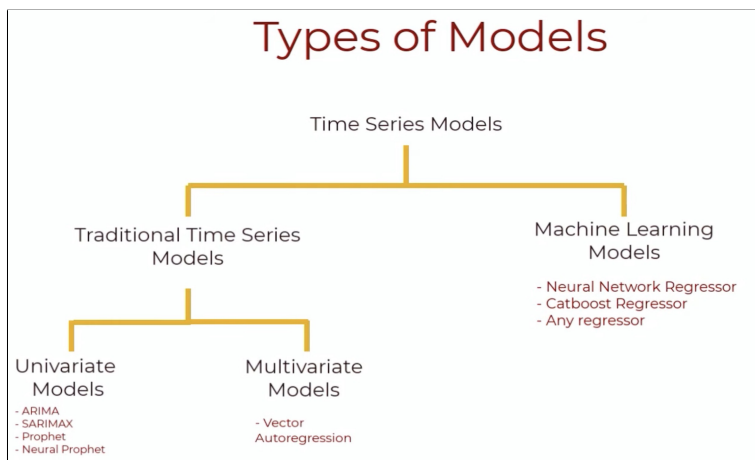 Types of Models
Time Series Models
Traditional Time Series
Models
Machine Learning
Models
- Neural Network Regressor
- Catboost Regressor
- Any regressor
Univariate
Models
- ARIMA
- SARIMAX
- Prophet
- Neural Prophet
Multivariate
Models
- Vector
Autoregression